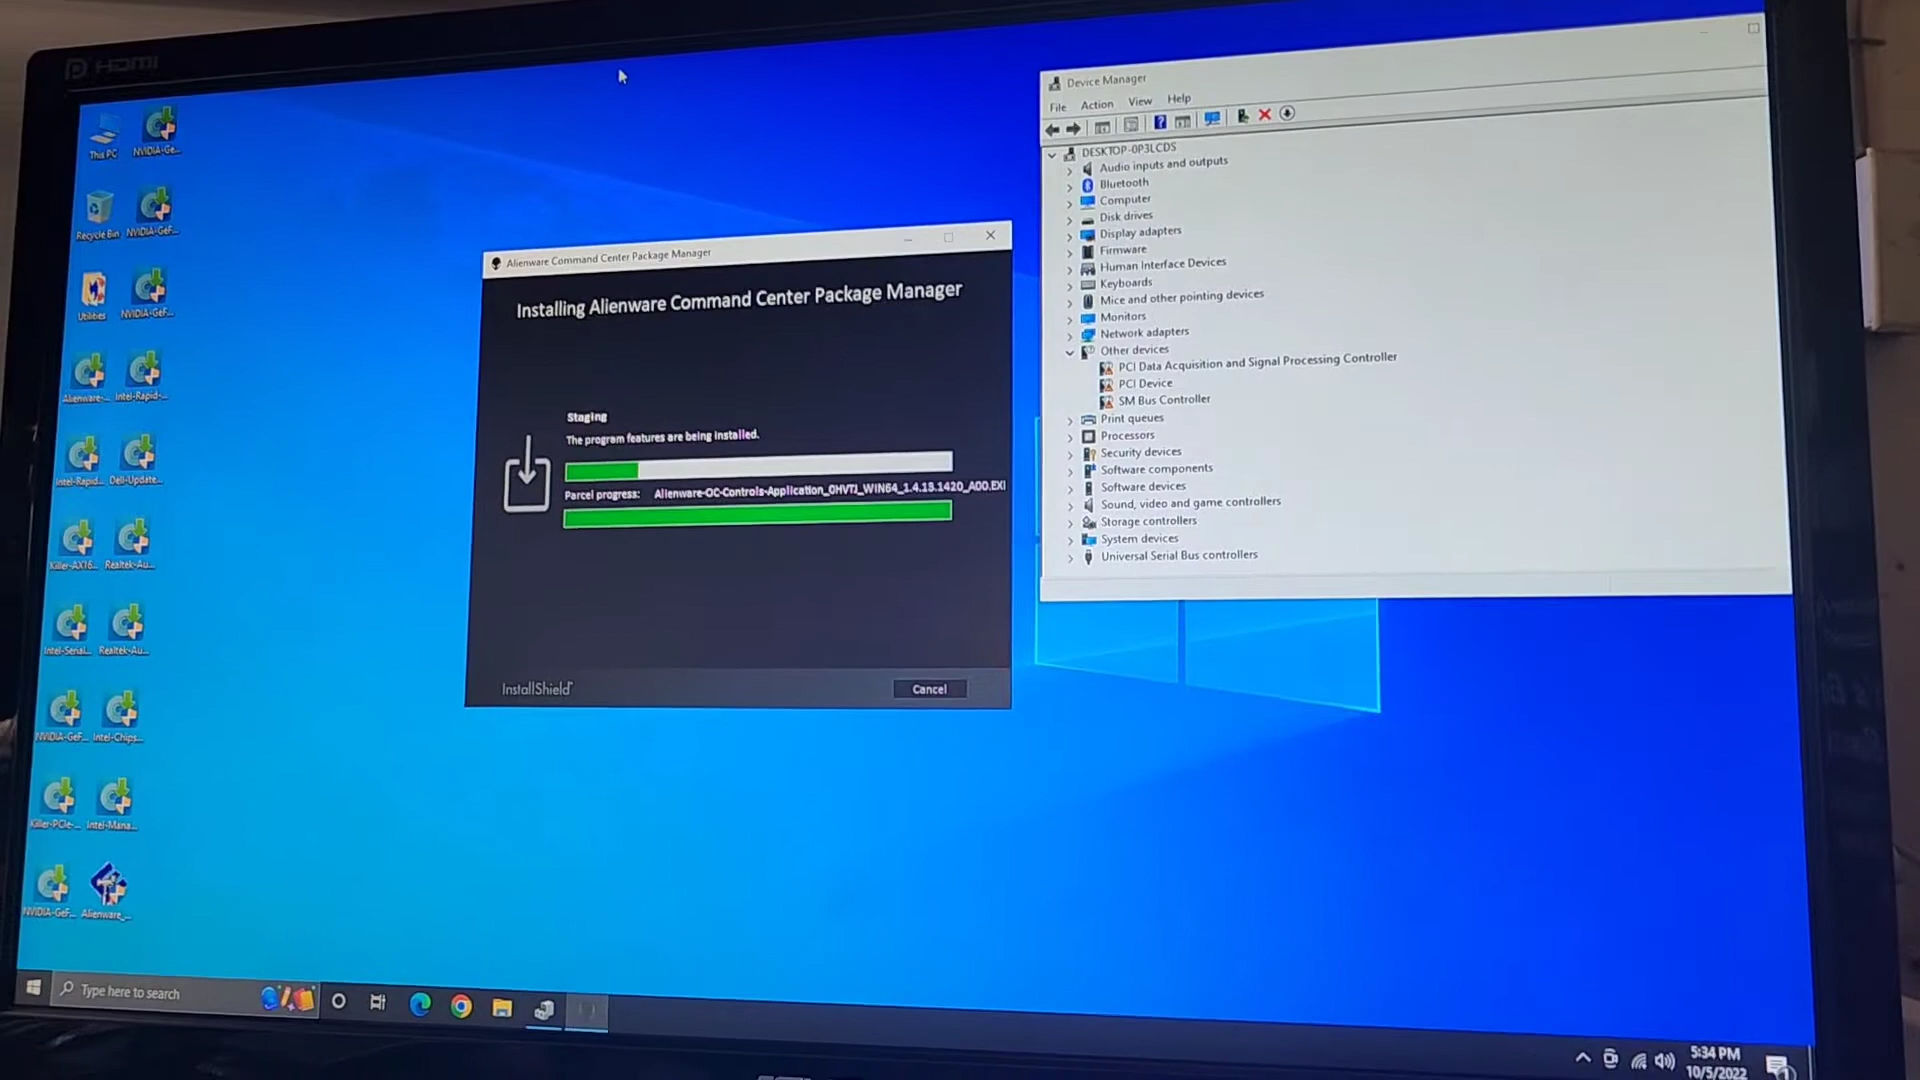 HDMI
This PC
NVIDIA-Ge...
Recycle Bin
NVIDIA-GeF...
Utilities
NVIDIA-GeF...
Alienware-...
Intel-Rapid-...
Intel-Rapid...
Dell-Update...
Killer-AX16...
Realtek-Au...
Intel-Serial...
Realtek-Au...
NVIDIA-GeF...
Intel-Chips...
Killer-PCIe-...
Intel-Mana...
NVIDIA-GeF...
Alienware_...
Alienware Command Center Package Manager
Installing Alienware Command Center Package Manager
Staging
The program features are being installed.
Parcel progress: Alienware-OC-Controls-Application_0HVTJ_WIN64_1.4.13.1420_A00.EXE
InstallShield
Cancel
Device Manager
File Action View Help
DESKTOP-0P3LCDS
Audio inputs and outputs
Bluetooth
Computer
Disk drives
Display adapters
Firmware
Human Interface Devices
Keyboards
Mice and other pointing devices
Monitors
Network adapters
Other devices
PCI Data Acquisition and Signal Processing Controller
PCI Device
SM Bus Controller
Print queues
Processors
Security devices
Software components
Software devices
Sound, video and game controllers
Storage controllers
System devices
Universal Serial Bus controllers
Type here to search
5:34 PM
10/5/2022
1